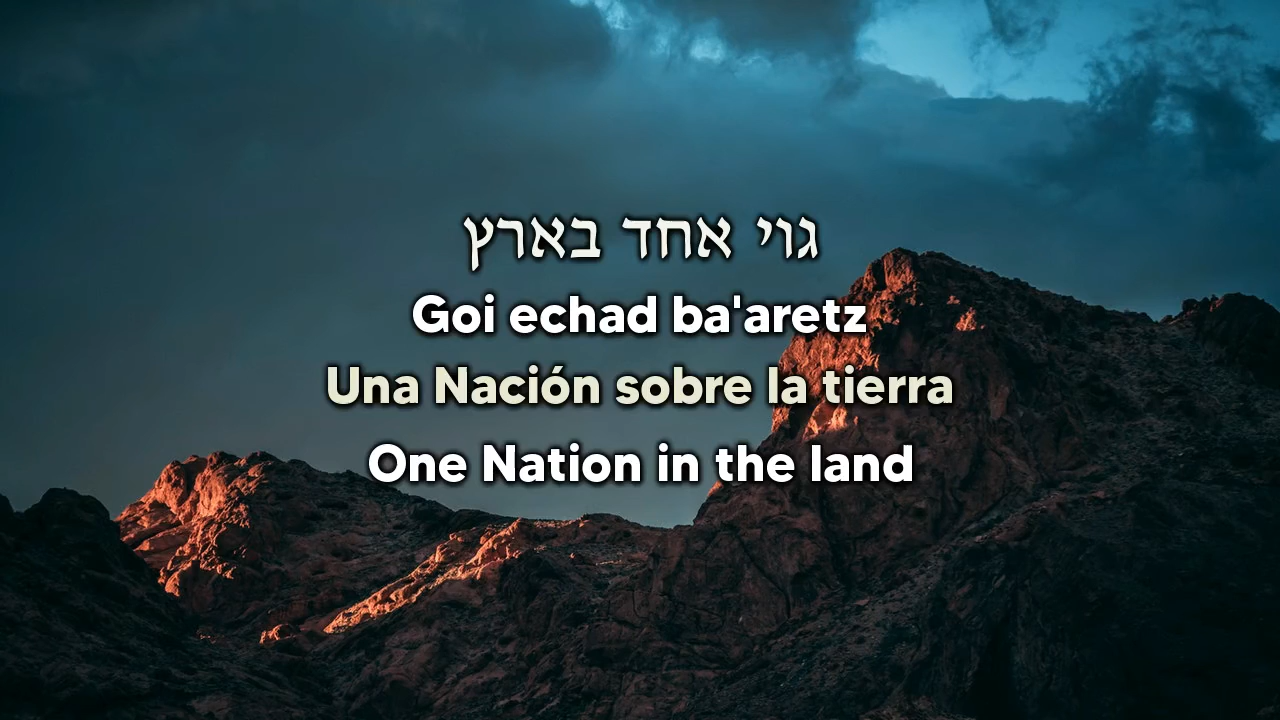 גוי אחד בארץ
Goi echad ba'aretz
Una Nación sobre la tierra
One Nation in the land